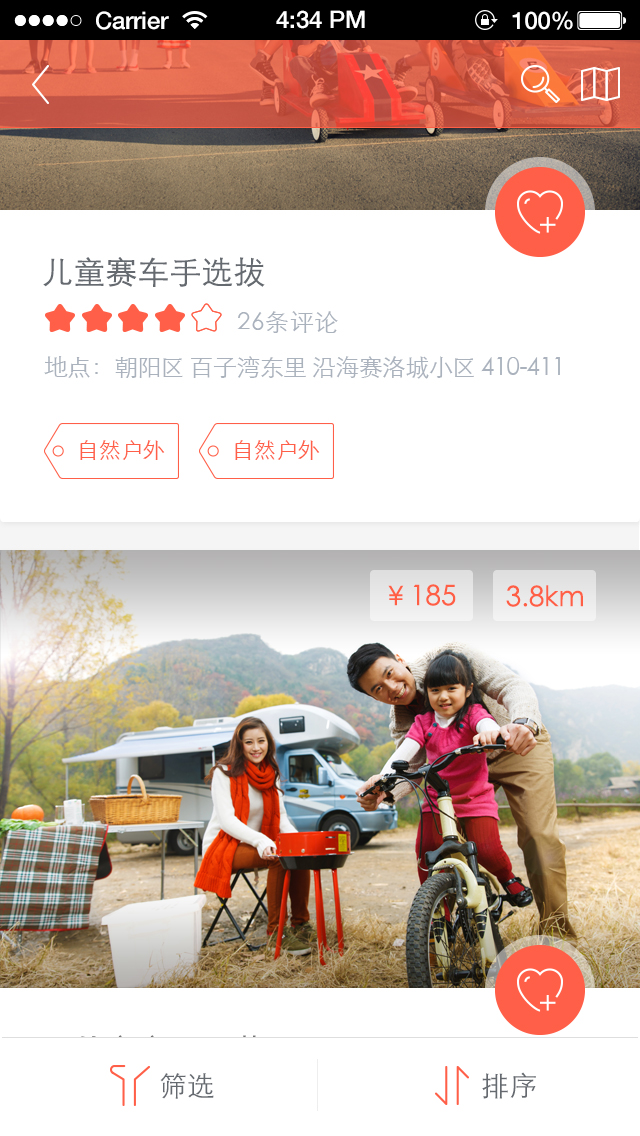 Carrier 4:34 PM 100%
儿童赛车手选拔
26条评论
地点：朝阳区 百子湾东里 沿海赛洛城小区 410-411
自然户外 自然户外
¥ 185 3.8km
筛选 排序